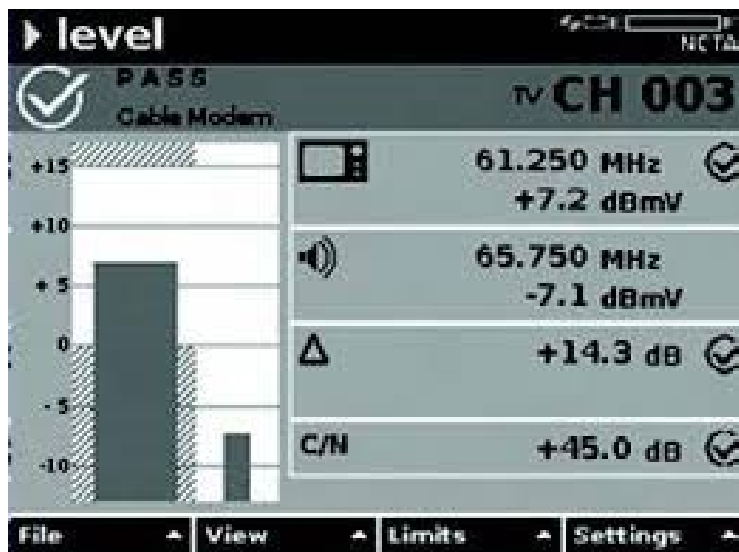 level
NCTA
PASS
Cable Modem
TV CH 003
+15
+10
+ 5
0
- 5
-10
61.250 MHz
+7.2 dBmV
65.750 MHz
-7.1 dBmV
Δ +14.3 dB
C/N +45.0 dB
File View Limits Settings